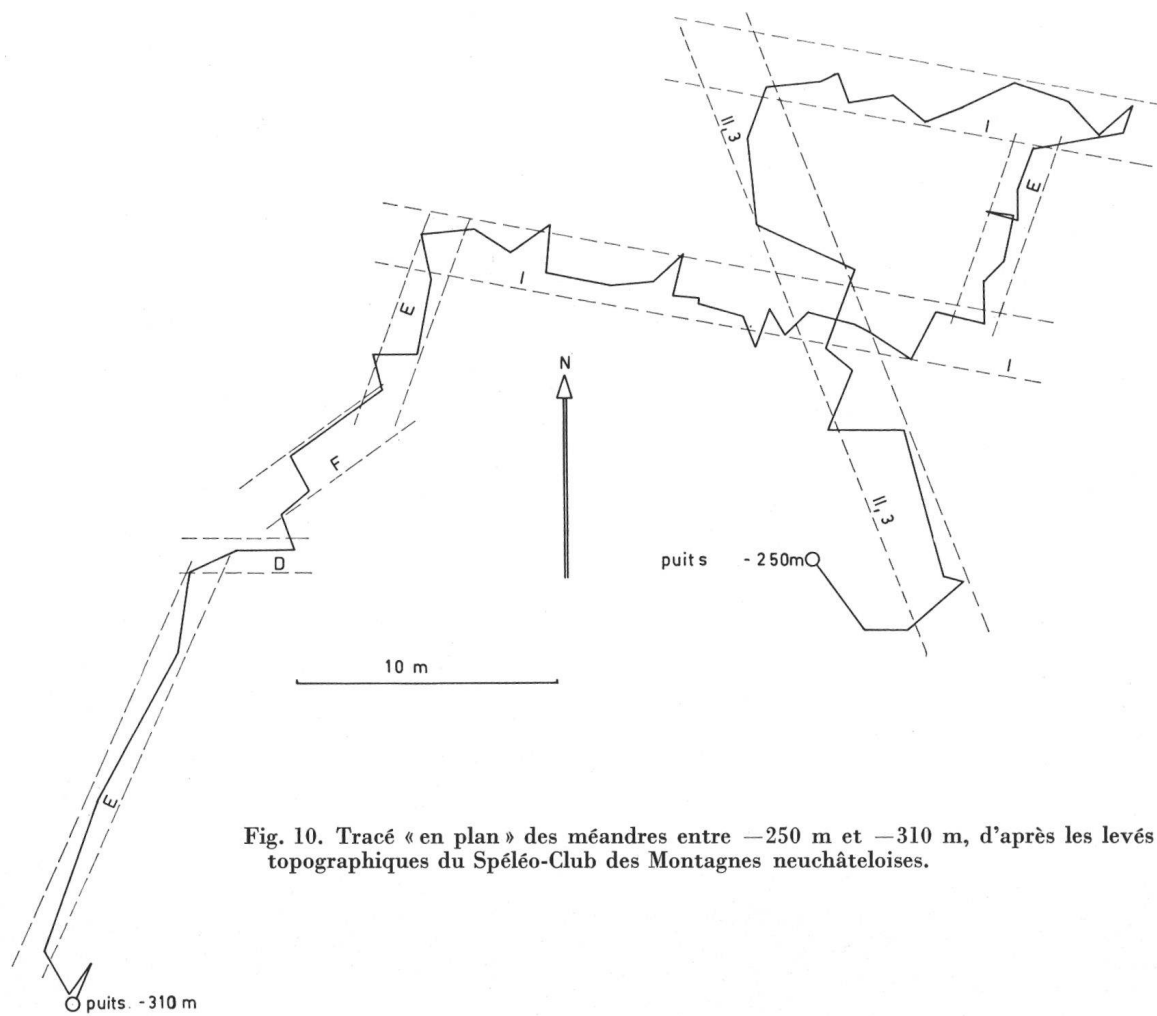 II,3
I
E
I
E
I
N
F
II,3
D
puits -250m
10 m
E
Fig. 10. Tracé « en plan » des méandres entre —250 m et —310 m, d'après les levés
topographiques du Spéléo-Club des Montagnes neuchâteloises.
puits. -310 m